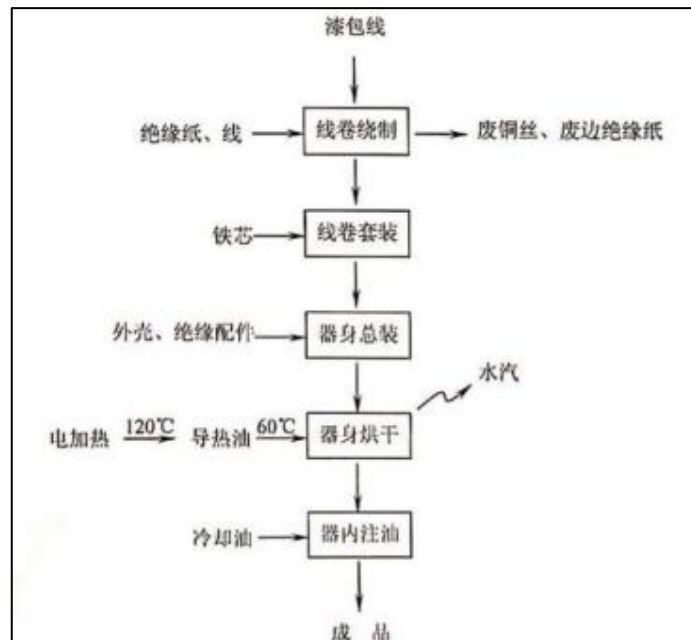 漆包线
绝缘纸、线
线卷绕制
废铜丝、废边绝缘纸
铁芯
线卷套装
外壳、绝缘配件
器身总装
水汽
电加热
120℃
导热油
60℃
器身烘干
冷却油
器内注油
成 品